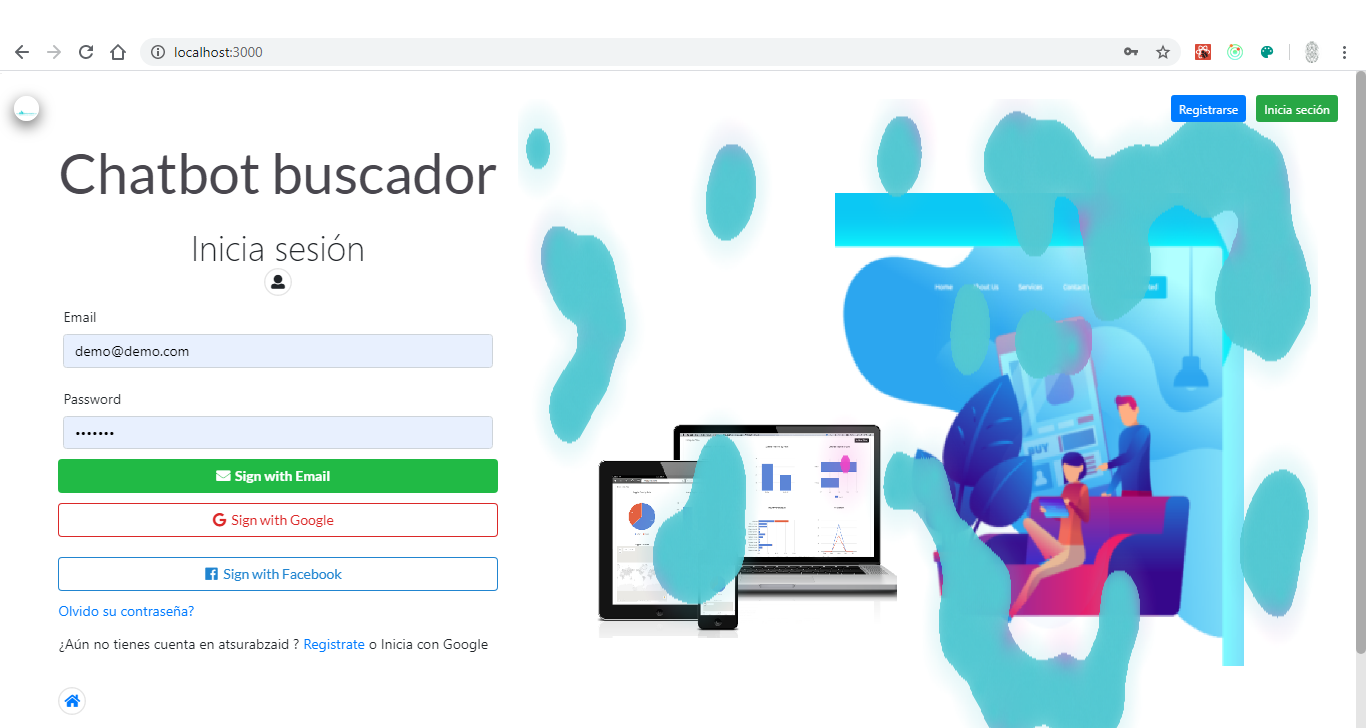 localhost:3000
Registrarse
Inicia seción
Chatbot buscador
Inicia sesión
Email
demo@demo.com
Password
•••••••
Sign with Email
Sign with Google
Sign with Facebook
Olvido su contraseña?
¿Aún no tienes cuenta en atsurabzaid ? Registrate o Inicia con Google
Home
About Us
Services
Contact
BUY